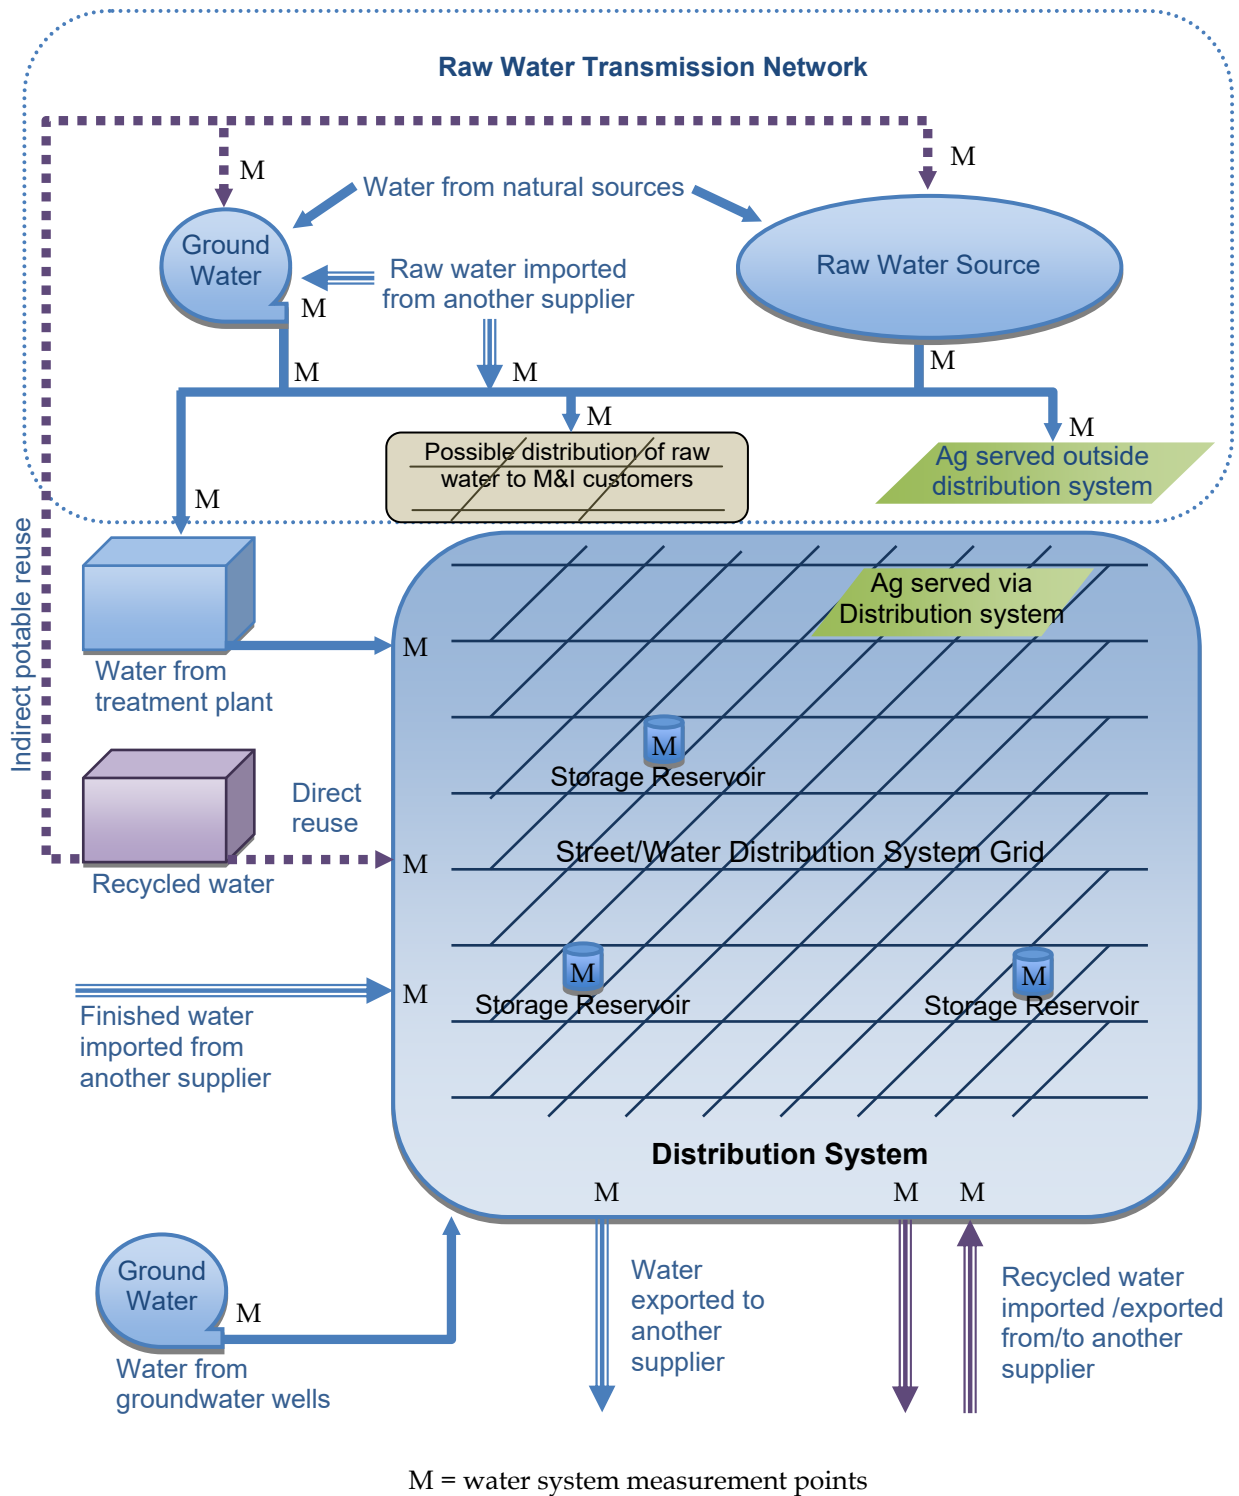 Raw Water Transmission Network
M
M
Water from natural sources
Ground
Water
Raw Water Source
Raw water imported
from another supplier
M
M
M
M
M
M
Possible distribution of raw
water to M&I customers
Ag served outside
distribution system
M
Indirect potable reuse
Ag served via
Distribution system
M
Water from
treatment plant
M
Storage Reservoir
Direct
reuse
Street/Water Distribution System Grid
M
Recycled water
M
M
M
Storage Reservoir
Storage Reservoir
Finished water
imported from
another supplier
Distribution System
M
M
M
Ground
Water
M
Water from
groundwater wells
Water
exported to
another
supplier
Recycled water
imported /exported
from/to another
supplier
M = water system measurement points